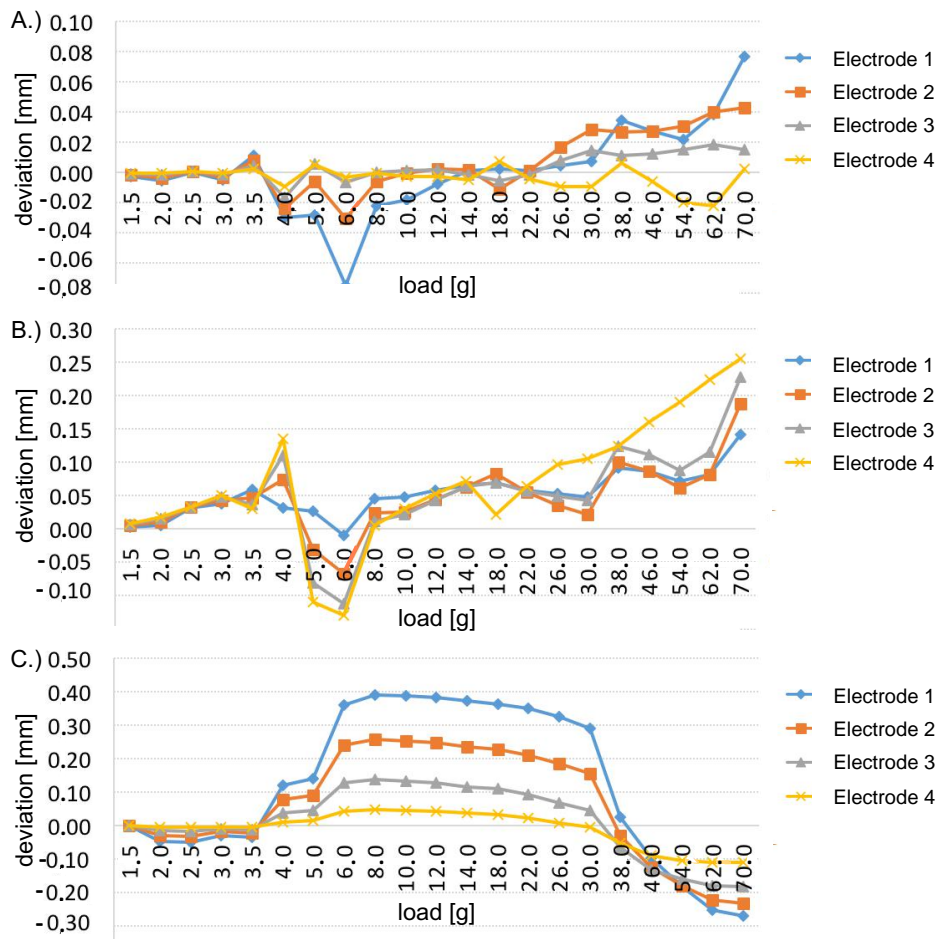 A.)
0.10
0.08
0.06
0.04
0.02
0.00
-0.02
-0.04
-0.06
-0.08
deviation [mm]
1.5 2.0 2.5 3.0 3.5 4.0 5.0 6.0 8.0 10.0 12.0 14.0 18.0 22.0 26.0 30.0 38.0 46.0 54.0 62.0 70.0
load [g]
Electrode 1
Electrode 2
Electrode 3
Electrode 4
B.)
0.30
0.25
0.20
0.15
0.10
0.05
0.00
-0.05
-0.10
deviation [mm]
1.5 2.0 2.5 3.0 3.5 4.0 5.0 6.0 8.0 10.0 12.0 14.0 18.0 22.0 26.0 30.0 38.0 46.0 54.0 62.0 70.0
load [g]
Electrode 1
Electrode 2
Electrode 3
Electrode 4
C.)
0.50
0.40
0.30
0.20
0.10
0.00
-0.10
-0.20
-0.30
deviation [mm]
1.5 2.0 2.5 3.0 3.5 4.0 5.0 6.0 8.0 10.0 12.0 14.0 18.0 22.0 26.0 30.0 38.0 46.0 54.0 62.0 70.0
load [g]
Electrode 1
Electrode 2
Electrode 3
Electrode 4